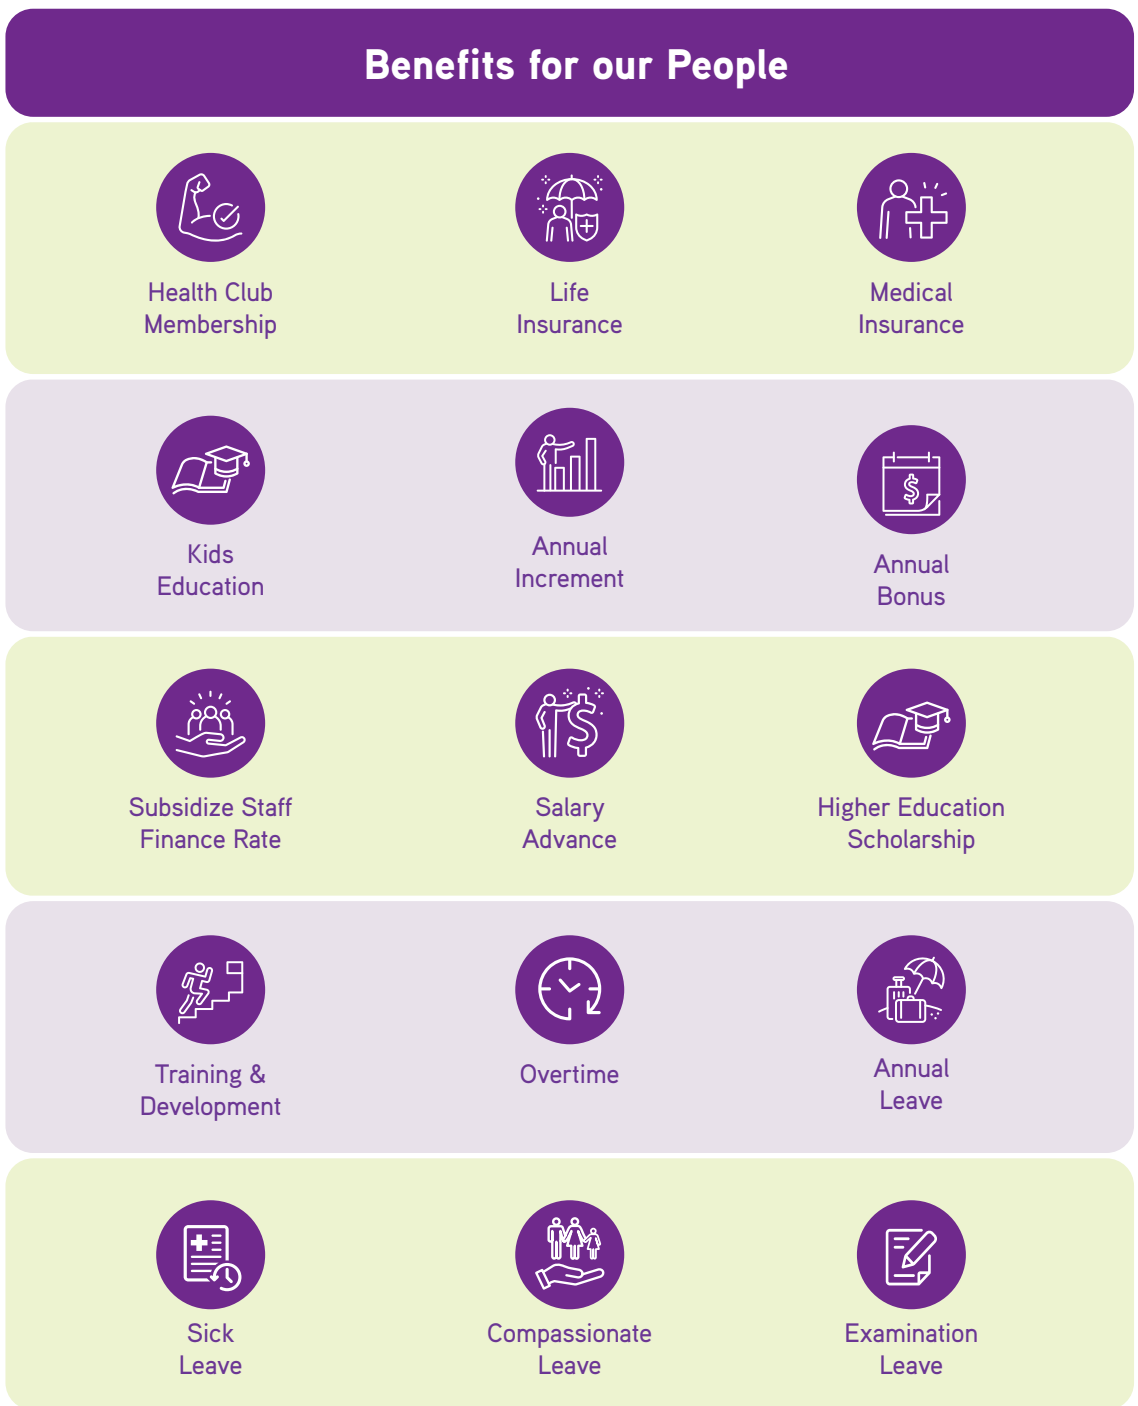 Benefits for our People
Health Club
Membership
Life
Insurance
Medical
Insurance
Kids
Education
Annual
Increment
$
Annual
Bonus
Subsidize Staff
Finance Rate
$
Salary
Advance
Higher Education
Scholarship
Training &
Development
Overtime
Annual
Leave
Sick
Leave
Compassionate
Leave
Examination
Leave